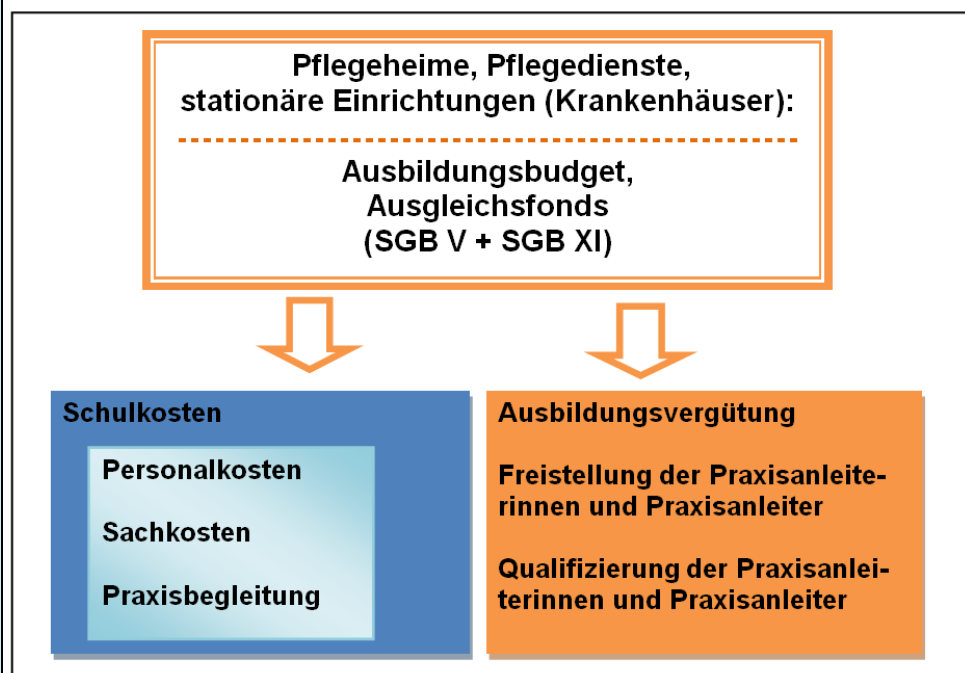 Pflegeheime, Pflegedienste,
stationäre Einrichtungen (Krankenhäuser):
Ausbildungsbudget,
Ausgleichsfonds
(SGB V + SGB XI)
Schulkosten
Personalkosten
Sachkosten
Praxisbegleitung
Ausbildungsvergütung
Freistellung der Praxisanleite-
rinnen und Praxisanleiter
Qualifizierung der Praxisanlei-
terinnen und Praxisanleiter